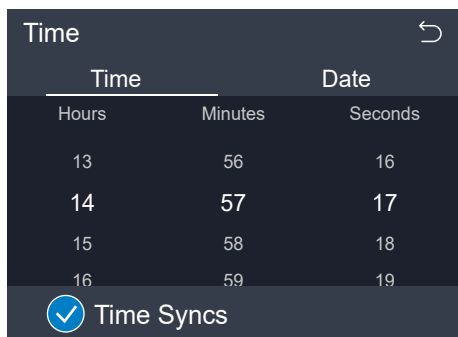 Time
Time Date
Hours Minutes Seconds
13 56 16
14 57 17
15 58 18
16 59 19
Time Syncs